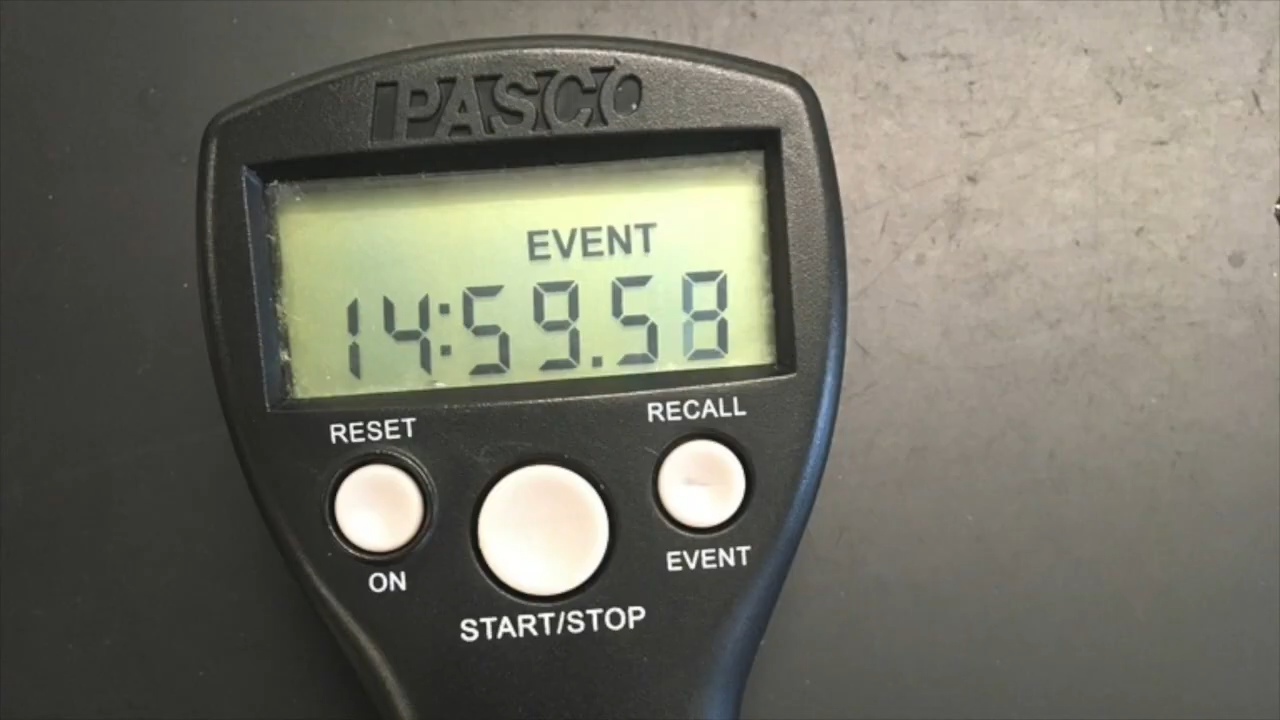 PASCO
EVENT
14:59.58
RESET
RECALL
ON
EVENT
START/STOP